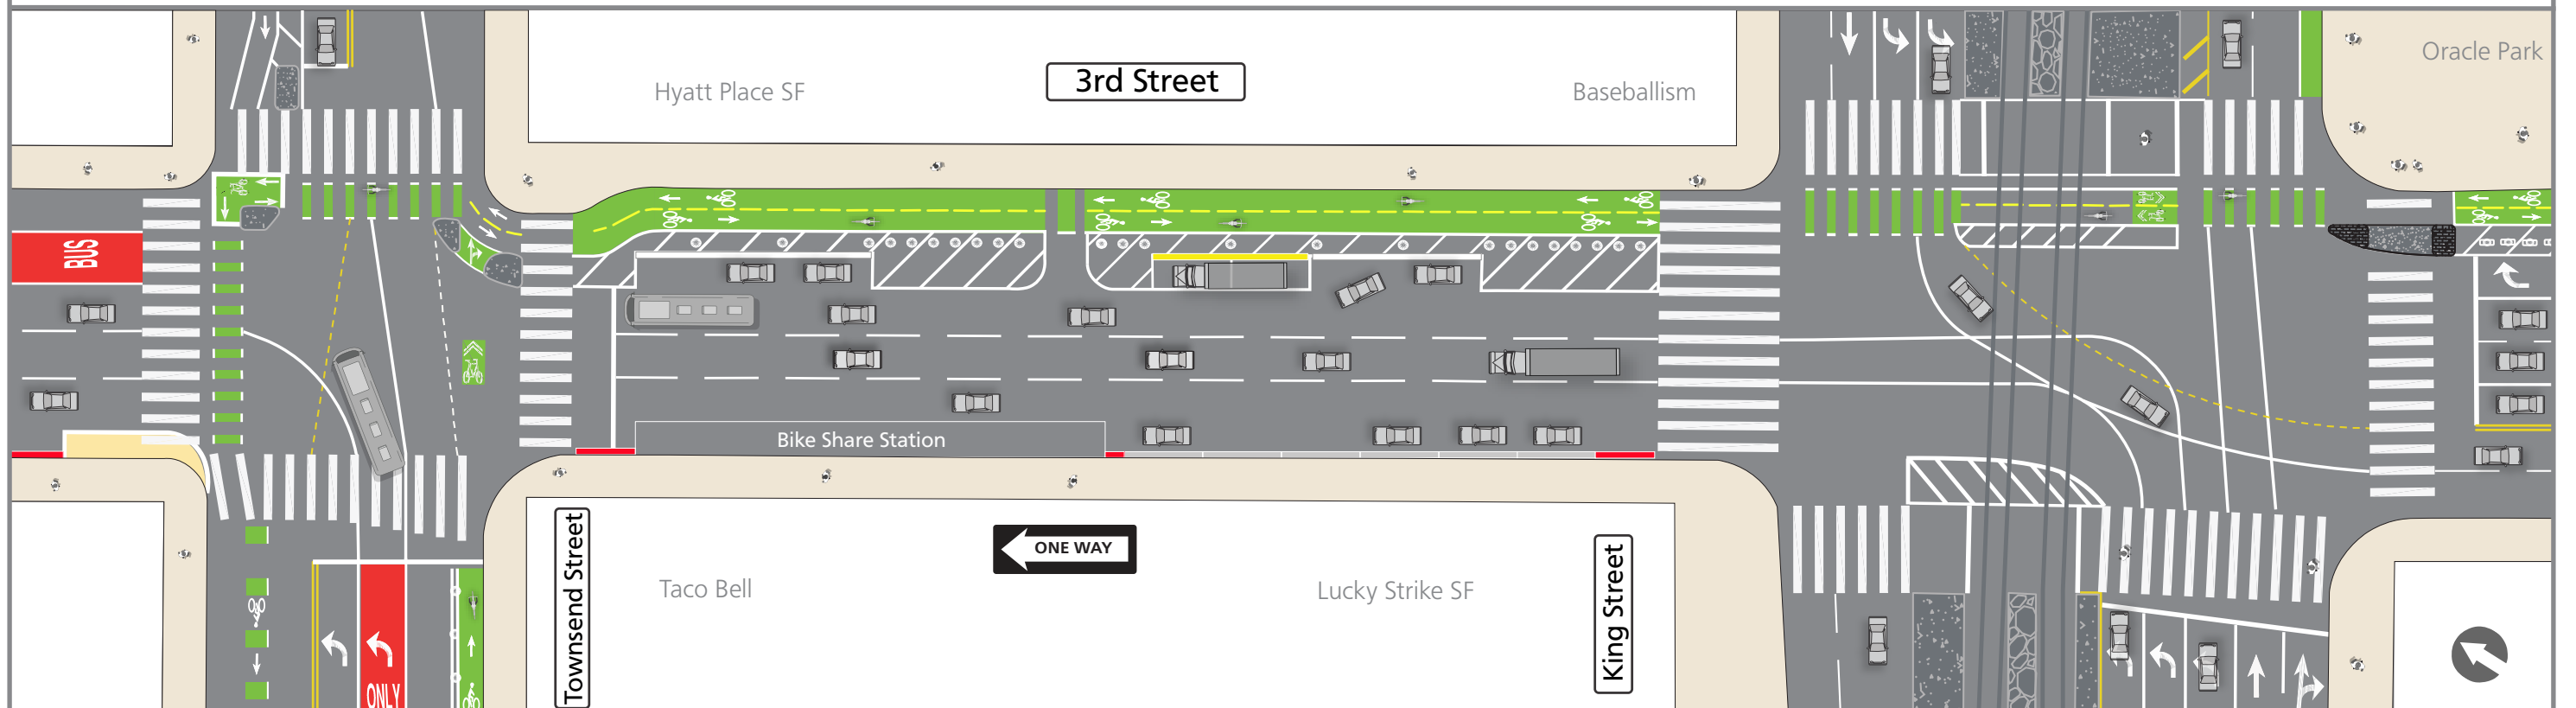 3rd Street
Oracle Park
Hyatt Place SF
Baseballism
BUS
Bike Share Station
ONE WAY
Townsend Street
King Street
Taco Bell
Lucky Strike SF
ONLY